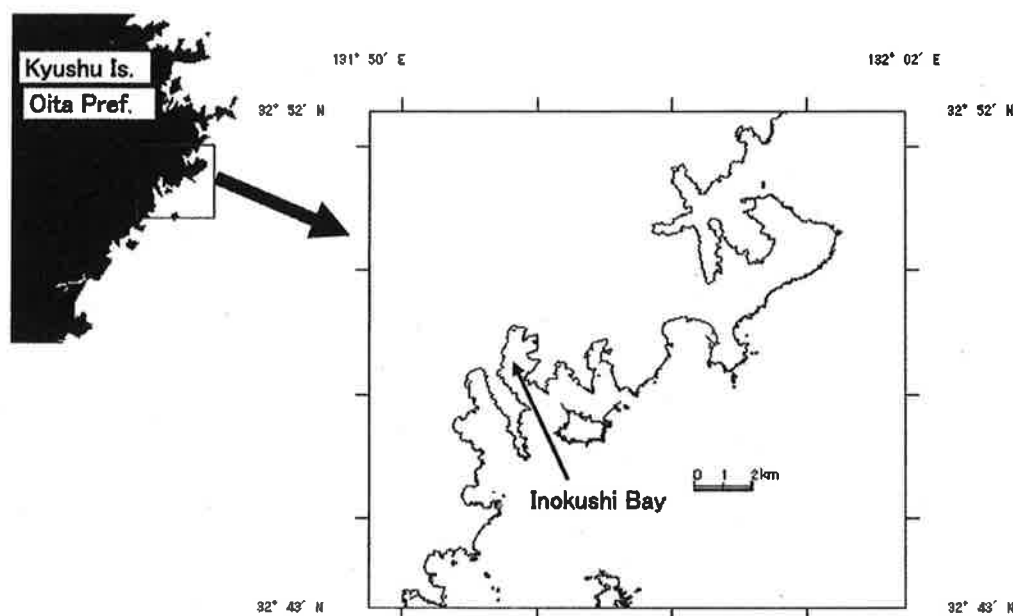 Kyushu Is.
Oita Pref.
131° 50' E
132° 02' E
32° 52' N
32° 52' N
0 1 2km
Inokushi Bay
32° 43' N
32° 43' N